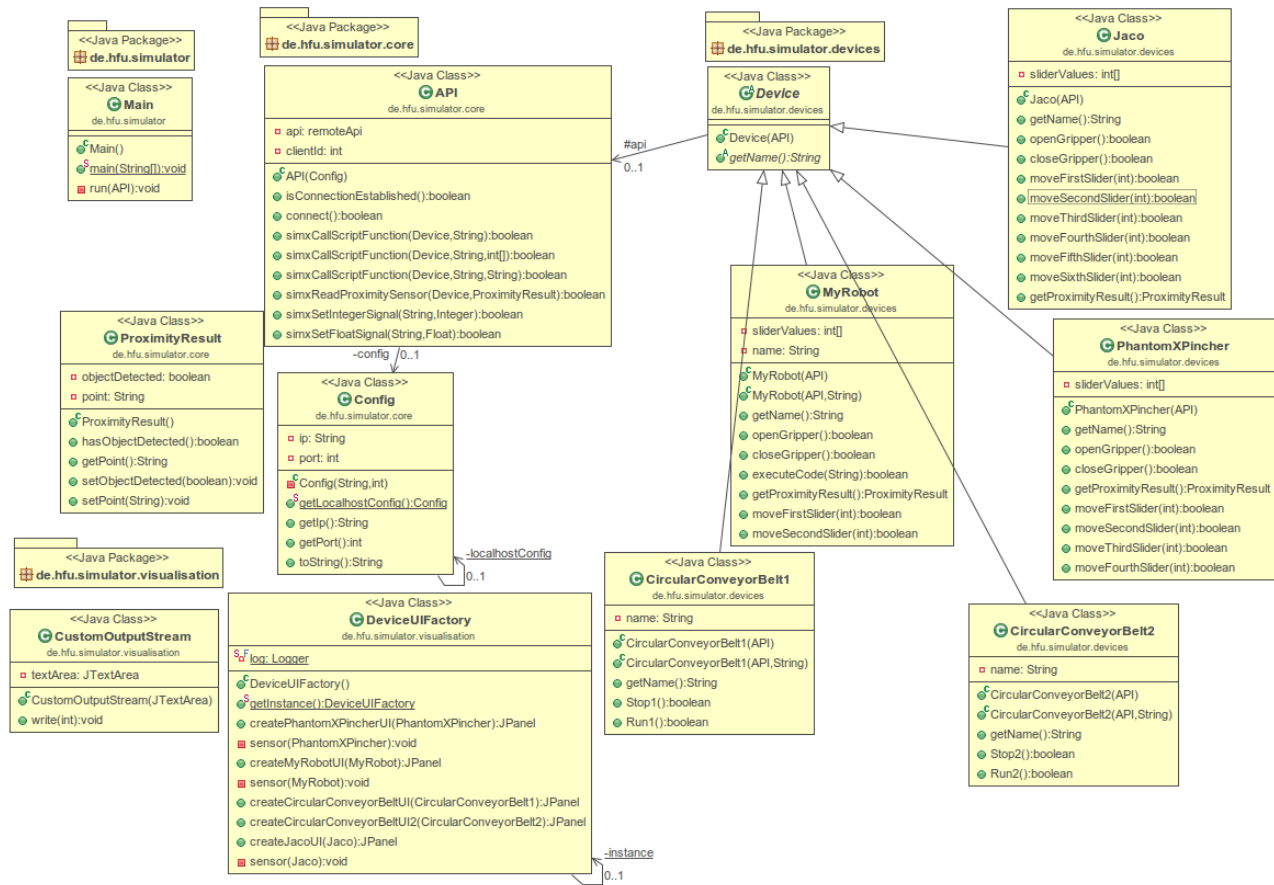 <<Java Package>>
de.hfu.simulator
<<Java Class>>
Main
de.hfu.simulator
Main()
main(String[]):void
run(API):void
<<Java Package>>
de.hfu.simulator.core
<<Java Class>>
API
de.hfu.simulator.core
api: remoteApi
clientId: int
API(Config)
isConnectionEstablished():boolean
connect():boolean
simxCallScriptFunction(Device,String):boolean
simxCallScriptFunction(Device,String,int[]):boolean
simxCallScriptFunction(Device,String,String):boolean
simxReadProximitySensor(Device,ProximityResult):boolean
simxSetIntegerSignal(String,Integer):boolean
simxSetFloatSignal(String,Float):boolean
#api
0..1
<<Java Package>>
de.hfu.simulator.devices
<<Java Class>>
Device
de.hfu.simulator.devices
Device(API)
getName():String
<<Java Class>>
Jaco
de.hfu.simulator.devices
sliderValues: int[]
Jaco(API)
getName():String
openGripper():boolean
closeGripper():boolean
moveFirstSlider(int):boolean
moveSecondSlider(int):boolean
moveThirdSlider(int):boolean
moveFourthSlider(int):boolean
moveFifthSlider(int):boolean
moveSixthSlider(int):boolean
getProximityResult():ProximityResult
<<Java Class>>
ProximityResult
de.hfu.simulator.core
objectDetected: boolean
point: String
ProximityResult()
hasObjectDetected():boolean
getPoint():String
setObjectDetected(boolean):void
setPoint(String):void
-config
0..1
<<Java Class>>
Config
de.hfu.simulator.core
ip: String
port: int
Config(String,int)
getLocalhostConfig():Config
getIp():String
getPort():int
toString():String
-localhostConfig
0..1
<<Java Class>>
MyRobot
de.hfu.simulator.devices
sliderValues: int[]
name: String
MyRobot(API)
MyRobot(API,String)
getName():String
openGripper():boolean
closeGripper():boolean
executeCode(String):boolean
getProximityResult():ProximityResult
moveFirstSlider(int):boolean
moveSecondSlider(int):boolean
<<Java Class>>
PhantomXPincher
de.hfu.simulator.devices
sliderValues: int[]
PhantomXPincher(API)
getName():String
openGripper():boolean
closeGripper():boolean
getProximityResult():ProximityResult
moveFirstSlider(int):boolean
moveSecondSlider(int):boolean
moveThirdSlider(int):boolean
moveFourthSlider(int):boolean
<<Java Package>>
de.hfu.simulator.visualisation
<<Java Class>>
CustomOutputStream
de.hfu.simulator.visualisation
textArea: JTextArea
CustomOutputStream(JTextArea)
write(int):void
<<Java Class>>
DeviceUIFactory
de.hfu.simulator.visualisation
log: Logger
DeviceUIFactory()
getInstance():DeviceUIFactory
createPhantomXPincherUI(PhantomXPincher):JPanel
sensor(PhantomXPincher):void
createMyRobotUI(MyRobot):JPanel
sensor(MyRobot):void
createCircularConveyorBeltUI(CircularConveyorBelt1):JPanel
createCircularConveyorBeltUI2(CircularConveyorBelt2):JPanel
createJacoUI(Jaco):JPanel
sensor(Jaco):void
-instance
0..1
<<Java Class>>
CircularConveyorBelt1
de.hfu.simulator.devices
name: String
CircularConveyorBelt1(API)
CircularConveyorBelt1(API,String)
getName():String
Stop1():boolean
Run1():boolean
<<Java Class>>
CircularConveyorBelt2
de.hfu.simulator.devices
name: String
CircularConveyorBelt2(API)
CircularConveyorBelt2(API,String)
getName():String
Stop2():boolean
Run2():boolean